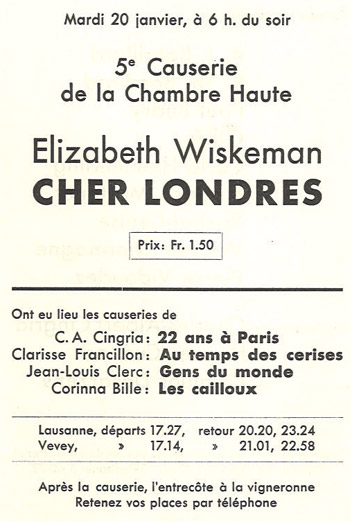 Mardi 20 janvier, à 6 h. du soir
5e Causerie
de la Chambre Haute
Elizabeth Wiskeman
CHER LONDRES
Prix: Fr. 1.50
Ont eu lieu les causeries de
C. A. Cingria: 22 ans à Paris
Clarisse Francillon: Au temps des cerises
Jean-Louis Clerc: Gens du monde
Corinna Bille: Les cailloux
Lausanne, départs 17.27, retour 20.20, 23.24
Vevey, » 17.14, » 21.01, 22.58
Après la causerie, l'entrecôte à la vigneronne
Retenez vos places par téléphone